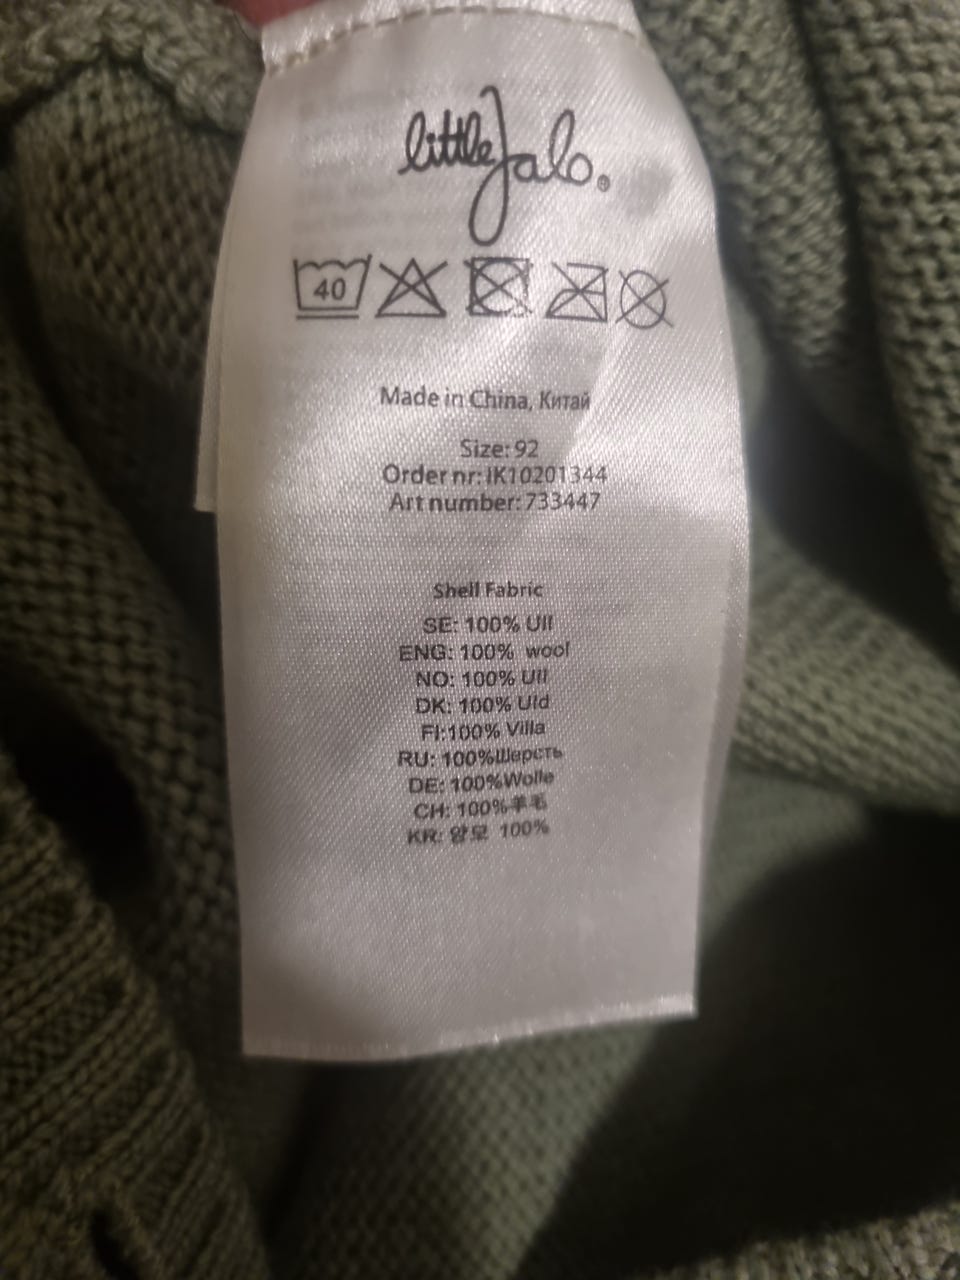 little Jalo®
40
Made in China, Китай
Size: 92
Order nr: IK10201344
Art number: 733447
Shell Fabric
SE: 100% Ull
ENG: 100% wool
NO: 100% Ull
DK: 100% Uld
FI:100% Villa
RU: 100%Шерсть
DE: 100%Wolle
CH: 100%羊毛
KR: 양모 100%